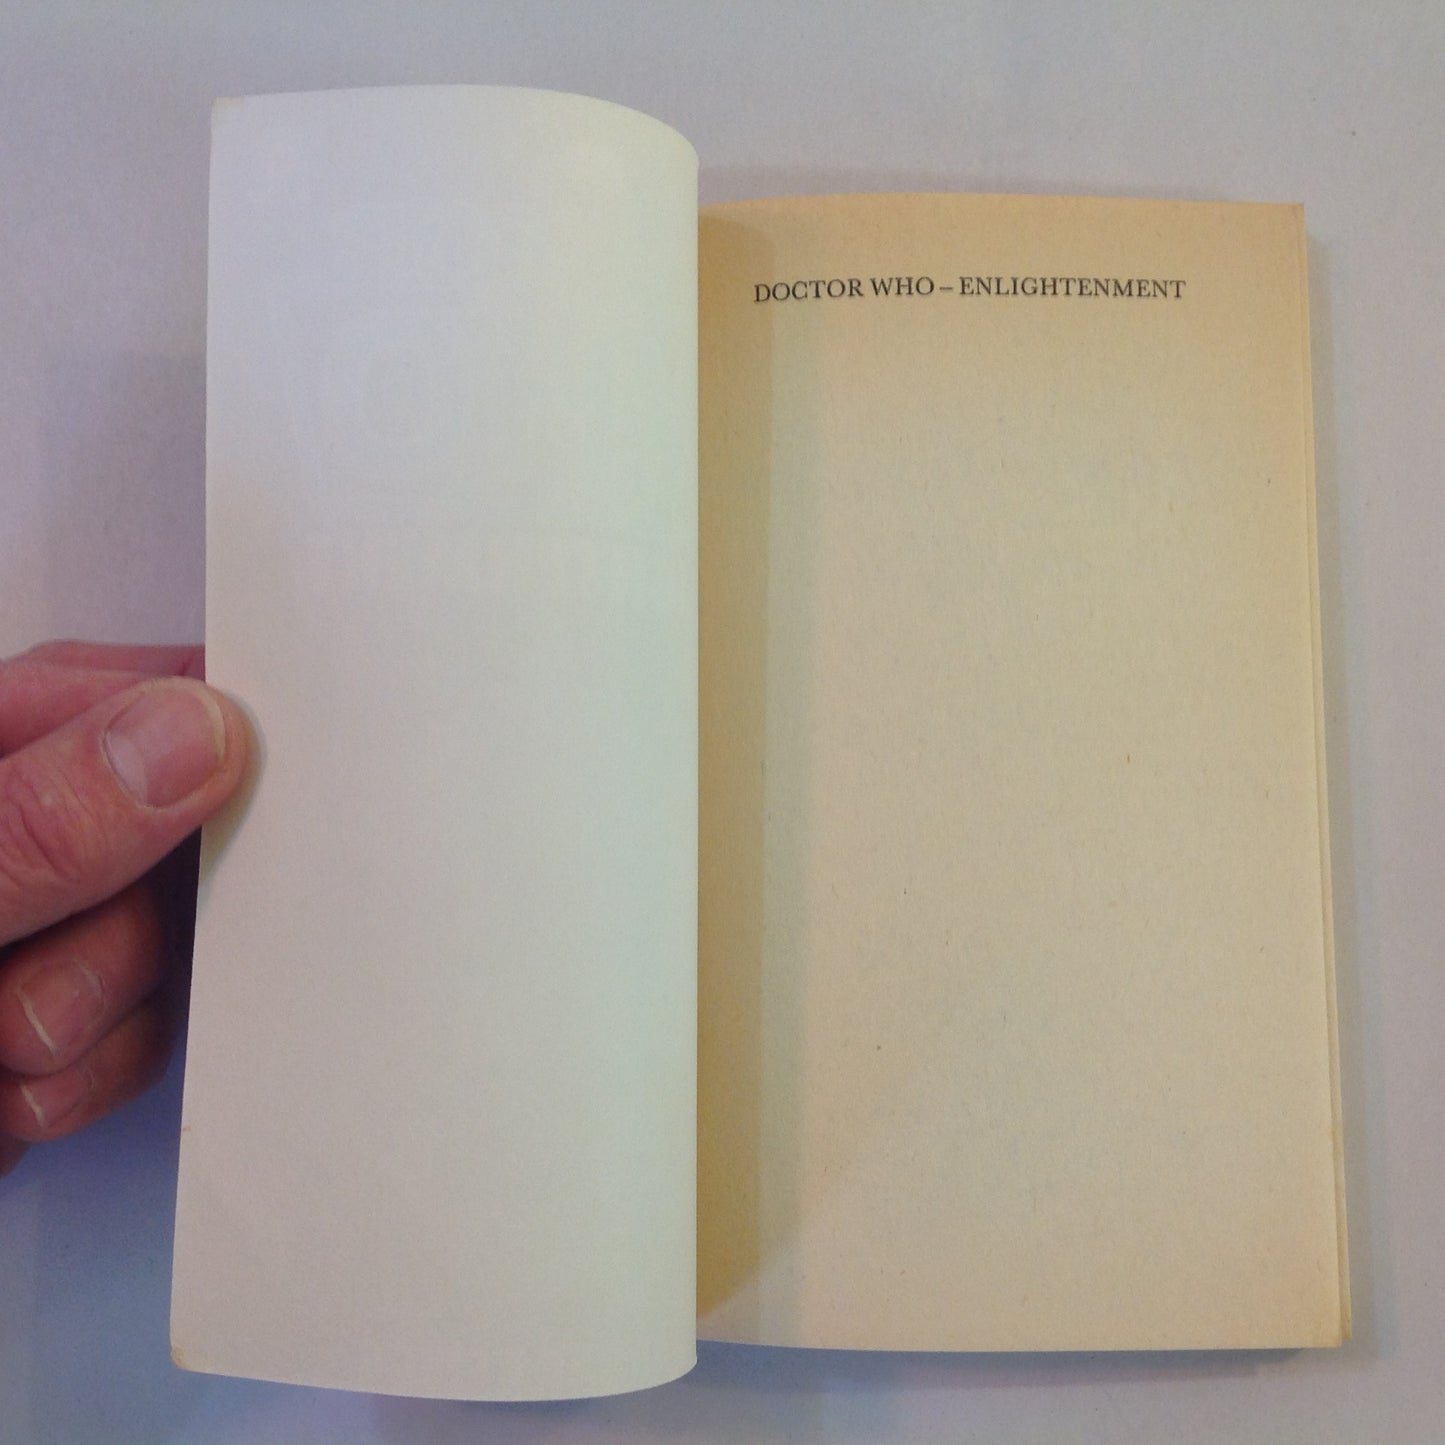 DOCTOR WHO – ENLIGHTENMENT